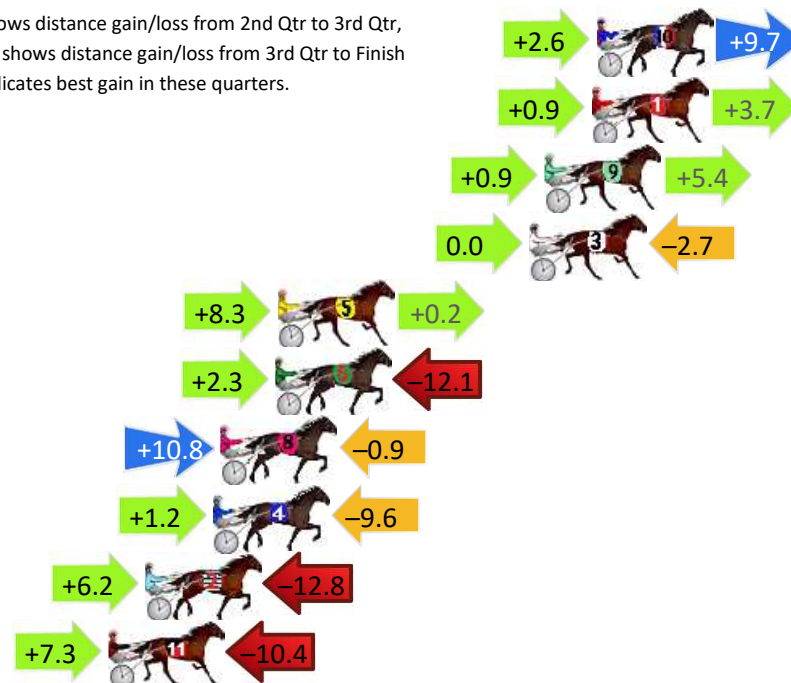 ows distance gain/loss from 2nd Qtr to 3rd Qtr,
shows distance gain/loss from 3rd Qtr to Finish
dicates best gain in these quarters.
+2.6 10 +9.7
+0.9 1 +3.7
+0.9 9 +5.4
0.0 3 –2.7
+8.3 5 +0.2
+2.3 6 –12.1
+10.8 8 –0.9
+1.2 4 –9.6
+6.2 2 –12.8
+7.3 11 –10.4